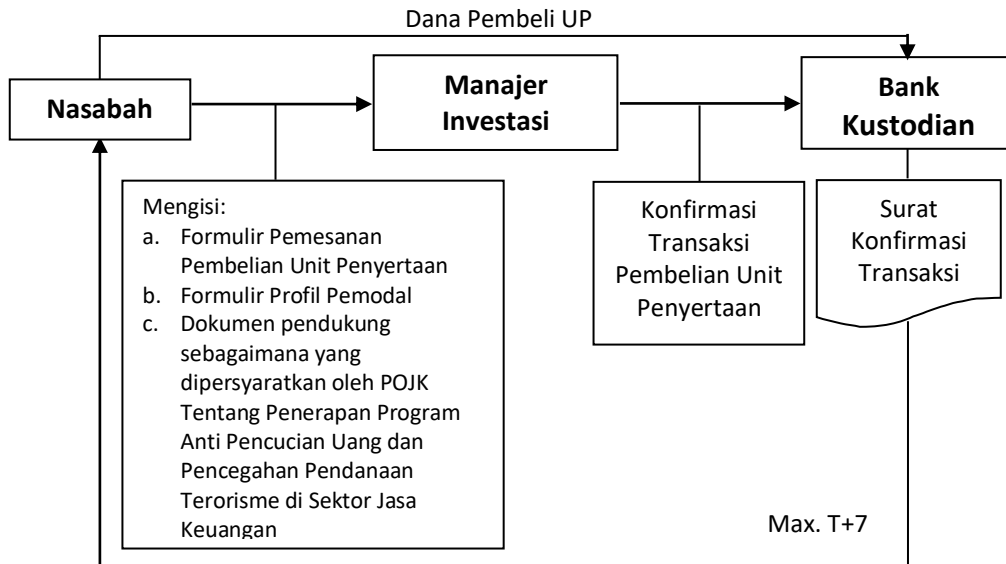 Dana Pembeli UP
Nasabah
Manajer
Investasi
Bank
Kustodian
Mengisi:
a. Formulir Pemesanan
Pembelian Unit Penyertaan
b. Formulir Profil Pemodal
c. Dokumen pendukung
sebagaimana yang
dipersyaratkan oleh POJK
Tentang Penerapan Program
Anti Pencucian Uang dan
Pencegahan Pendanaan
Terorisme di Sektor Jasa
Keuangan
Konfirmasi
Transaksi
Pembelian Unit
Penyertaan
Surat
Konfirmasi
Transaksi
Max. T+7